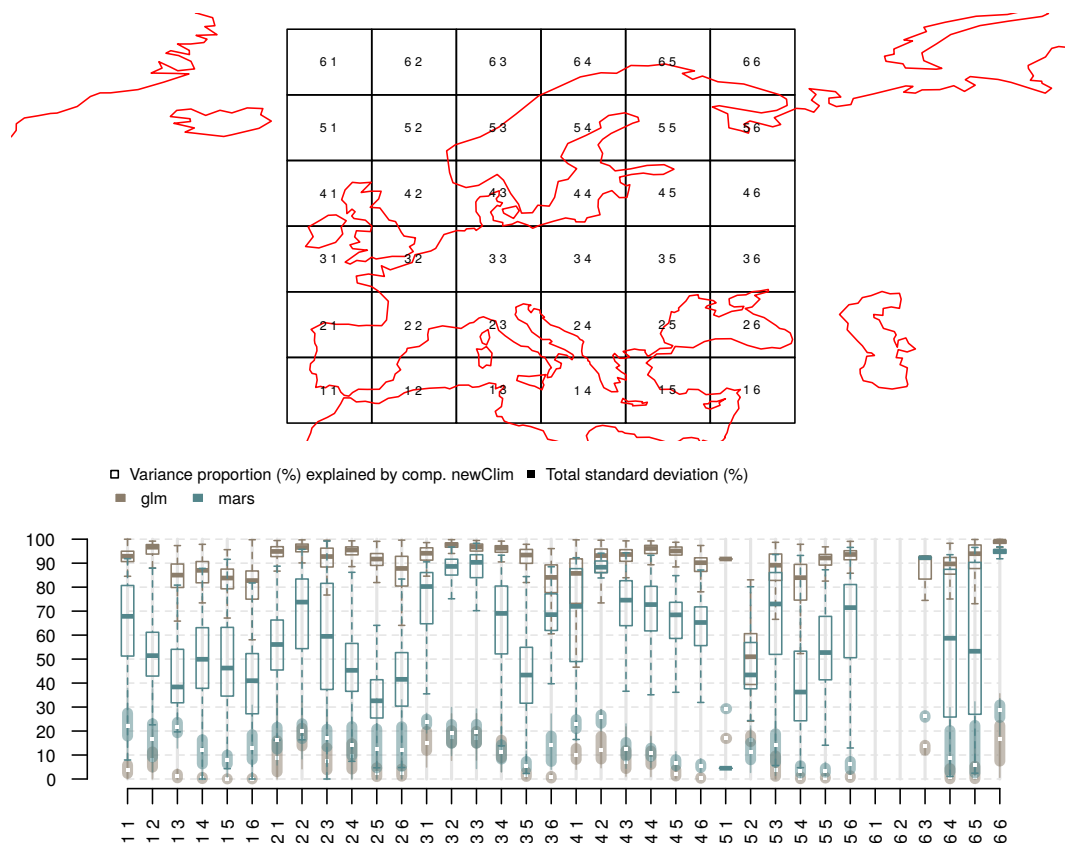 6 1 6 2 6 3 6 4 6 5 6 6
5 1 5 2 5 3 5 4 5 5 5 6
4 1 4 2 4 3 4 4 4 5 4 6
3 1 3 2 3 3 3 4 3 5 3 6
2 1 2 2 2 3 2 4 2 5 2 6
1 1 1 2 1 3 1 4 1 5 1 6
Variance proportion (%) explained by comp. newClim Total standard deviation (%)
glm mars
100
90
80
70
60
50
40
30
20
10
0
1 1 1 2 1 3 1 4 1 5 1 6 2 1 2 2 2 3 2 4 2 5 2 6 3 1 3 2 3 3 3 4 3 5 3 6 4 1 4 2 4 3 4 4 4 5 4 6 5 1 5 2 5 3 5 4 5 5 5 6 6 1 6 2 6 3 6 4 6 5 6 6